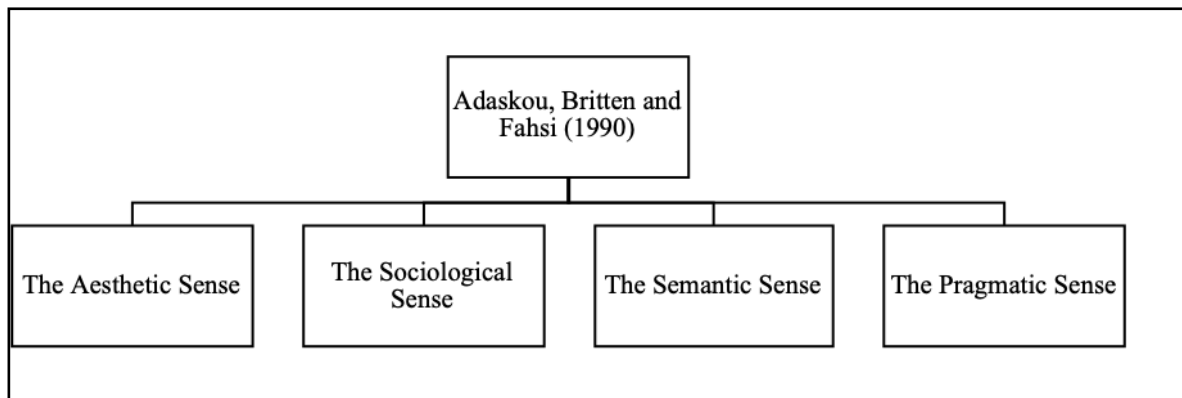 Adaskou, Britten and
Fahsi (1990)
The Aesthetic Sense
The Sociological
Sense
The Semantic Sense
The Pragmatic Sense